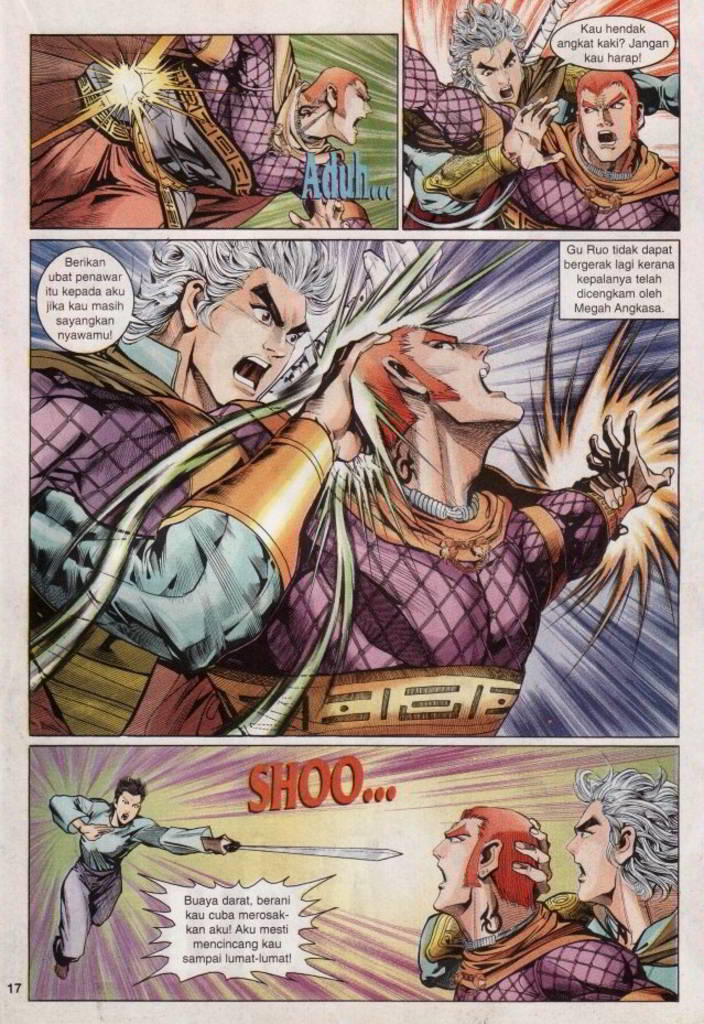 Aduh...
Kau hendak
angkat kaki? Jangan
kau harap!
Berikan
ubat penawar
itu kepada aku
jika kau masih
sayangkan
nyawamu!
Gu Ruo tidak dapat
bergerak lagi kerana
kepalanya telah
dicengkam oleh
Megah Angkasa.
SHOO...
Buaya darat, berani
kau cuba merosak-
kan aku! Aku mesti
mencincang kau
sampai lumat-lumat!
17